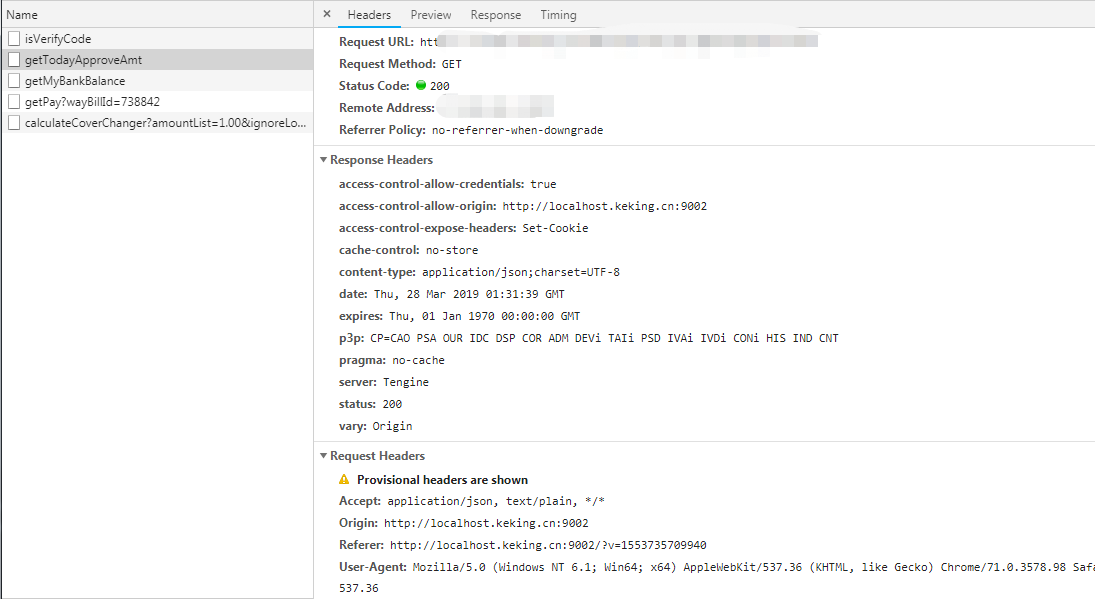 Name
isVerifyCode
getTodayApproveAmt
getMyBankBalance
getPay?wayBillId=738842
calculateCoverChanger?amountList=1.00&ignoreLo...
× Headers Preview Response Timing
Request URL: htt
Request Method: GET
Status Code: 200
Remote Address:
Referrer Policy: no-referrer-when-downgrade
Response Headers
access-control-allow-credentials: true
access-control-allow-origin: http://localhost.keking.cn:9002
access-control-expose-headers: Set-Cookie
cache-control: no-store
content-type: application/json;charset=UTF-8
date: Thu, 28 Mar 2019 01:31:39 GMT
expires: Thu, 01 Jan 1970 00:00:00 GMT
p3p: CP=CAO PSA OUR IDC DSP COR ADM DEVi TAIi PSD IVAi IVDi CONi HIS IND CNT
pragma: no-cache
server: Tengine
status: 200
vary: Origin
Request Headers
Provisional headers are shown
Accept: application/json, text/plain, */*
Origin: http://localhost.keking.cn:9002
Referer: http://localhost.keking.cn:9002/?v=1553735709940
User-Agent: Mozilla/5.0 (Windows NT 6.1; Win64; x64) AppleWebKit/537.36 (KHTML, like Gecko) Chrome/71.0.3578.98 Safa
537.36